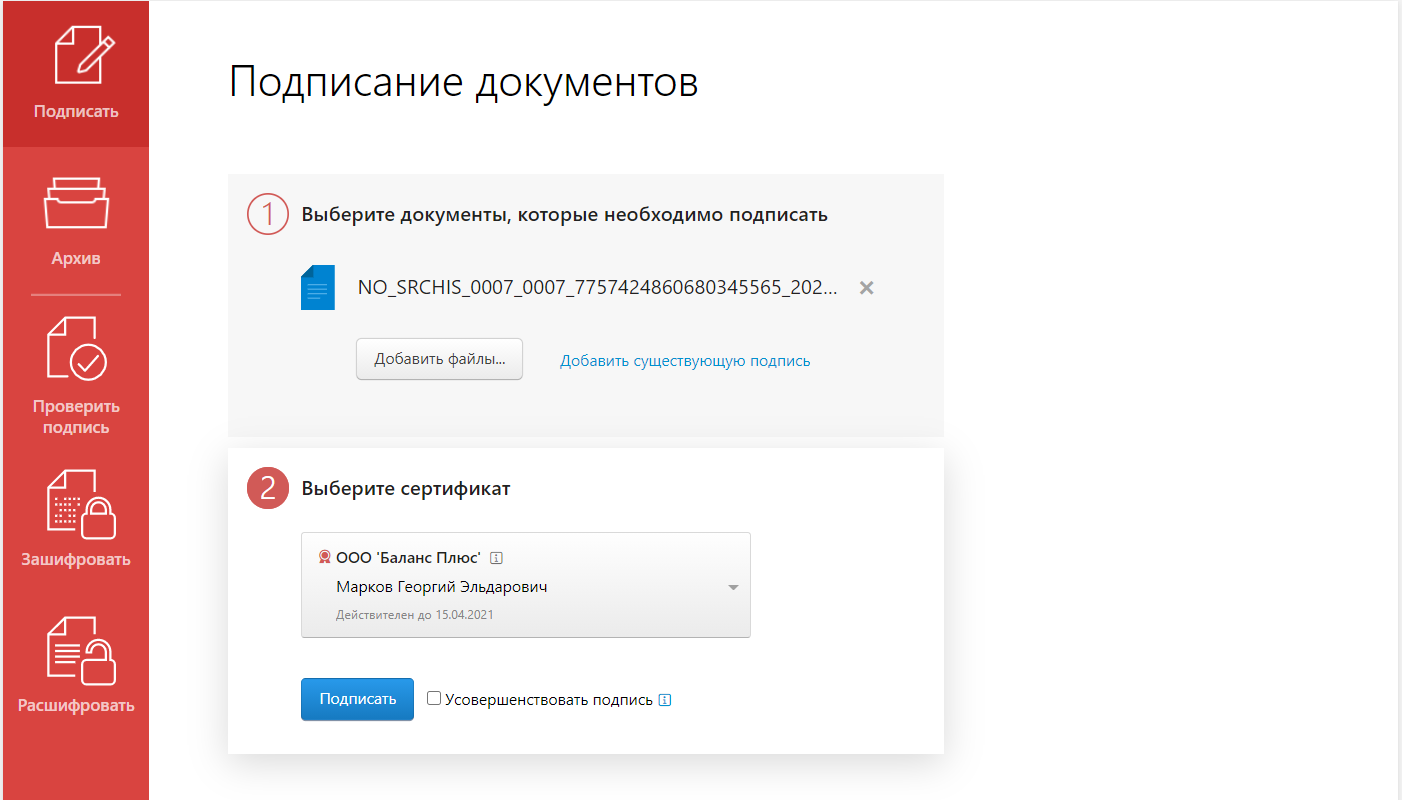 Подписать
Архив
Проверить
подпись
Зашифровать
Расшифровать
Подписание документов
1 Выберите документы, которые необходимо подписать
NO_SRCHIS_0007_0007_7757424860680345565_202...
Добавить файлы... Добавить существующую подпись
2 Выберите сертификат
ООО 'Баланс Плюс'
Марков Георгий Эльдарович
Действителен до 15.04.2021
Подписать Усовершенствовать подпись